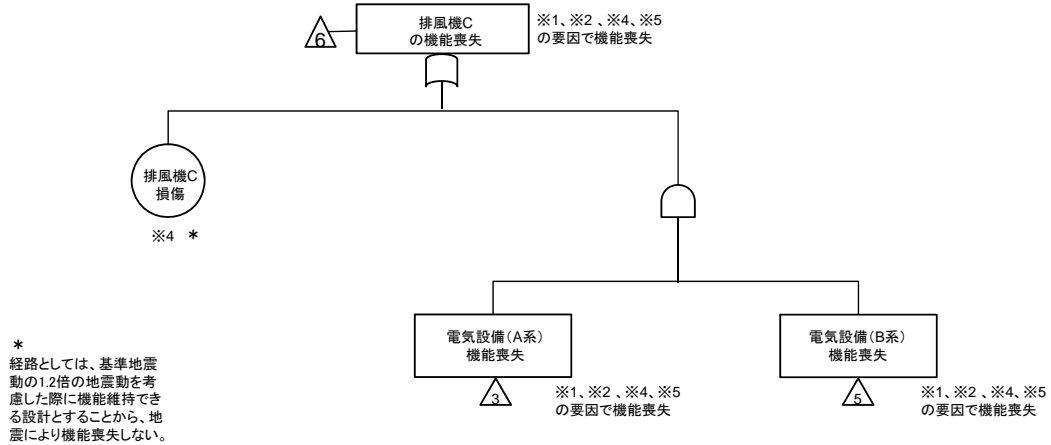 6
排風機C
の機能喪失
※1、※2 、※4、※5
の要因で機能喪失
排風機C
損傷
※4 *
電気設備(A系)
機能喪失
3
※1、※2 、※4、※5
の要因で機能喪失
電気設備(B系)
機能喪失
5
※1、※2 、※4、※5
の要因で機能喪失
*
経路としては、基準地震
動の1.2倍の地震動を考
慮した際に機能維持でき
る設計とすることから、地
震により機能喪失しない。